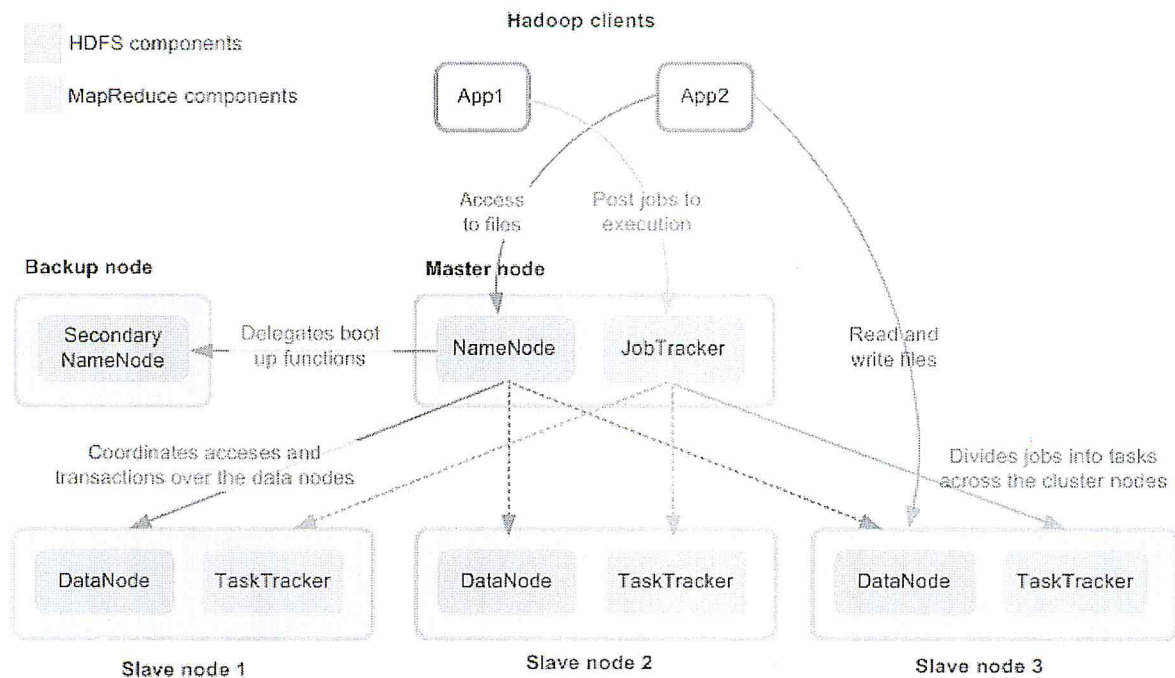 Hadoop clients
HDFS components
MapReduce components
App1
App2
Access
to files
Post jobs to
execution
Backup node
Master node
Secondary
NameNode
Delegates boot
up functions
NameNode
JobTracker
Read and
write files
Coordinates acceses and
transactions over the data nodes
Divides jobs into tasks
across the cluster nodes
DataNode
TaskTracker
DataNode
TaskTracker
DataNode
TaskTracker
Slave node 1
Slave node 2
Slave node 3